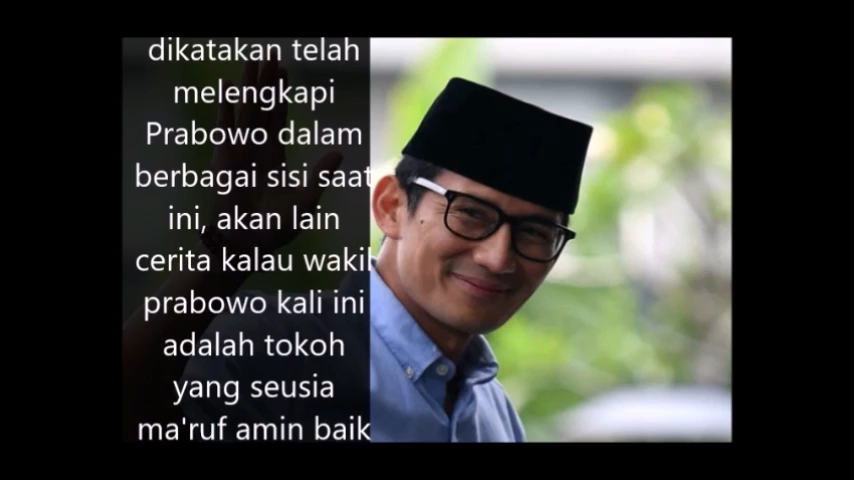 dikatakan telah
melengkapi
Prabowo dalam
berbagai sisi saat
ini, akan lain
cerita kalau wakil
prabowo kali ini
adalah tokoh
yang seusia
ma'ruf amin baik